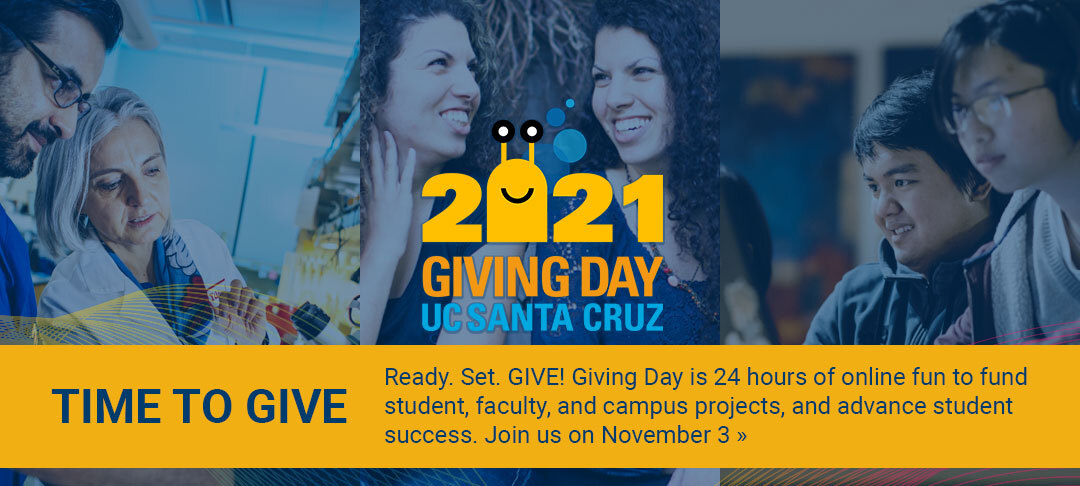 2021
GIVING DAY
UC SANTA CRUZ
TIME TO GIVE
Ready. Set. GIVE! Giving Day is 24 hours of online fun to fund
student, faculty, and campus projects, and advance student
success. Join us on November 3 »